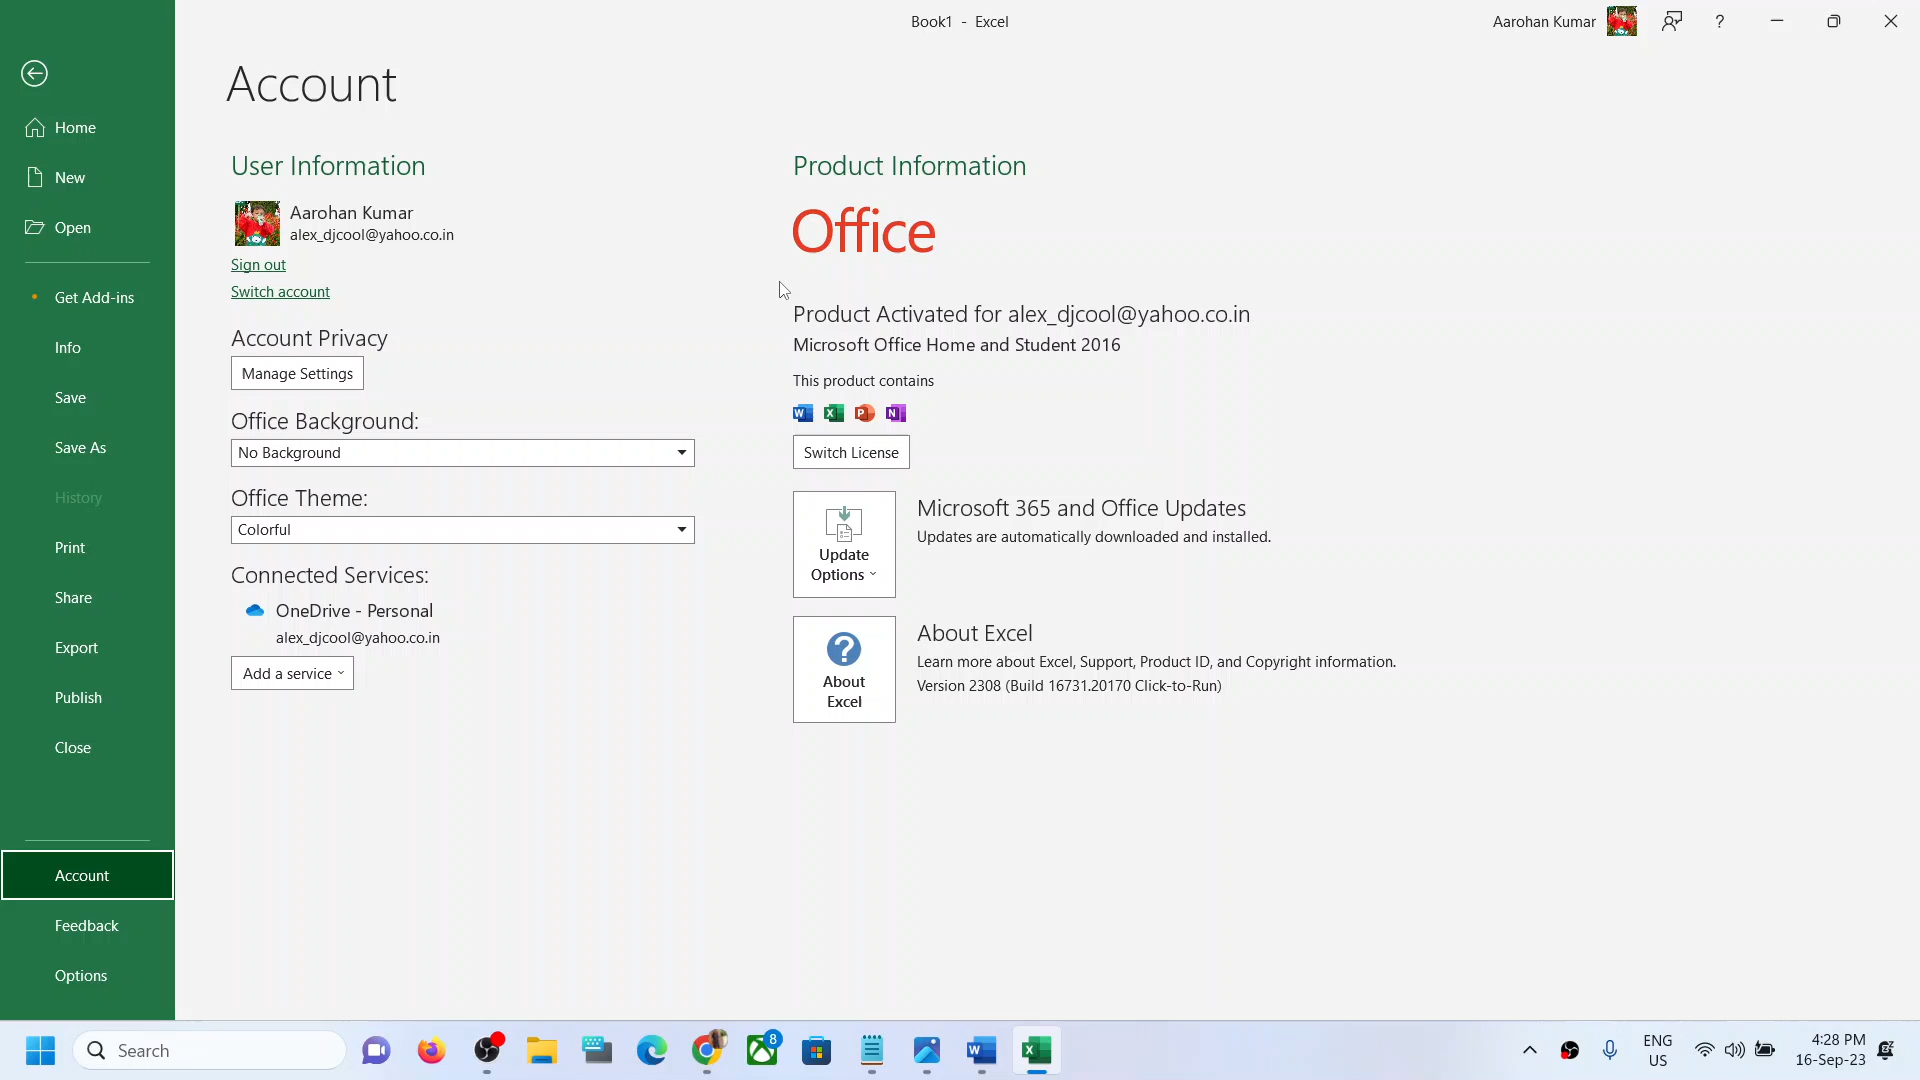 Book1 - Excel
Aarohan Kumar
?
Account
Home
New
Open
Get Add-ins
Info
Save
Save As
History
Print
Share
Export
Publish
Close
Account
Feedback
Options
User Information
Aarohan Kumar
alex_djcool@yahoo.co.in
Sign out
Switch account
Account Privacy
Manage Settings
Office Background:
No Background
Office Theme:
Colorful
Connected Services:
OneDrive - Personal
alex_djcool@yahoo.co.in
Add a service
Product Information
Office
Product Activated for alex_djcool@yahoo.co.in
Microsoft Office Home and Student 2016
This product contains
W X P N
Switch License
Update
Options
Microsoft 365 and Office Updates
Updates are automatically downloaded and installed.
?
About
Excel
About Excel
Learn more about Excel, Support, Product ID, and Copyright information.
Version 2308 (Build 16731.20170 Click-to-Run)
Search
8
W
X
ENG
US
4:28 PM
16-Sep-23